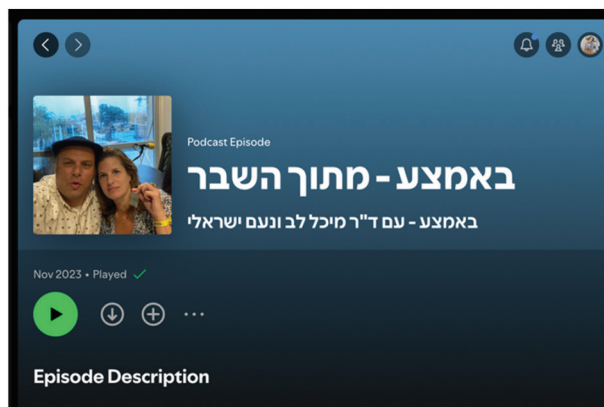 Podcast Episode
באמצע - מתוך השבר
באמצע - עם ד"ר מיכל לב ונעם ישראלי
Nov 2023 • Played
Episode Description